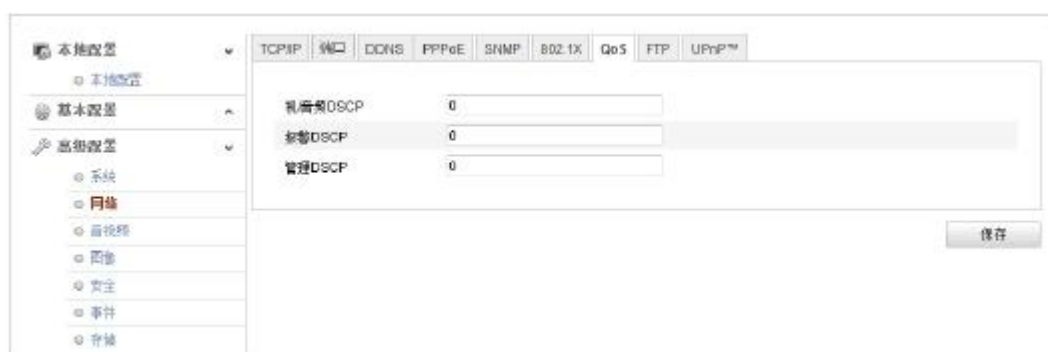 本地配置
本地配置
基本配置
高级配置
系统
网络
音视频
图像
安全
事件
存储
TCP/IP 端口 DDNS PPPoE SNMP 802.1X QoS FTP UPnP™
视/音频DSCP 0
报警DSCP 0
管理DSCP 0
保存